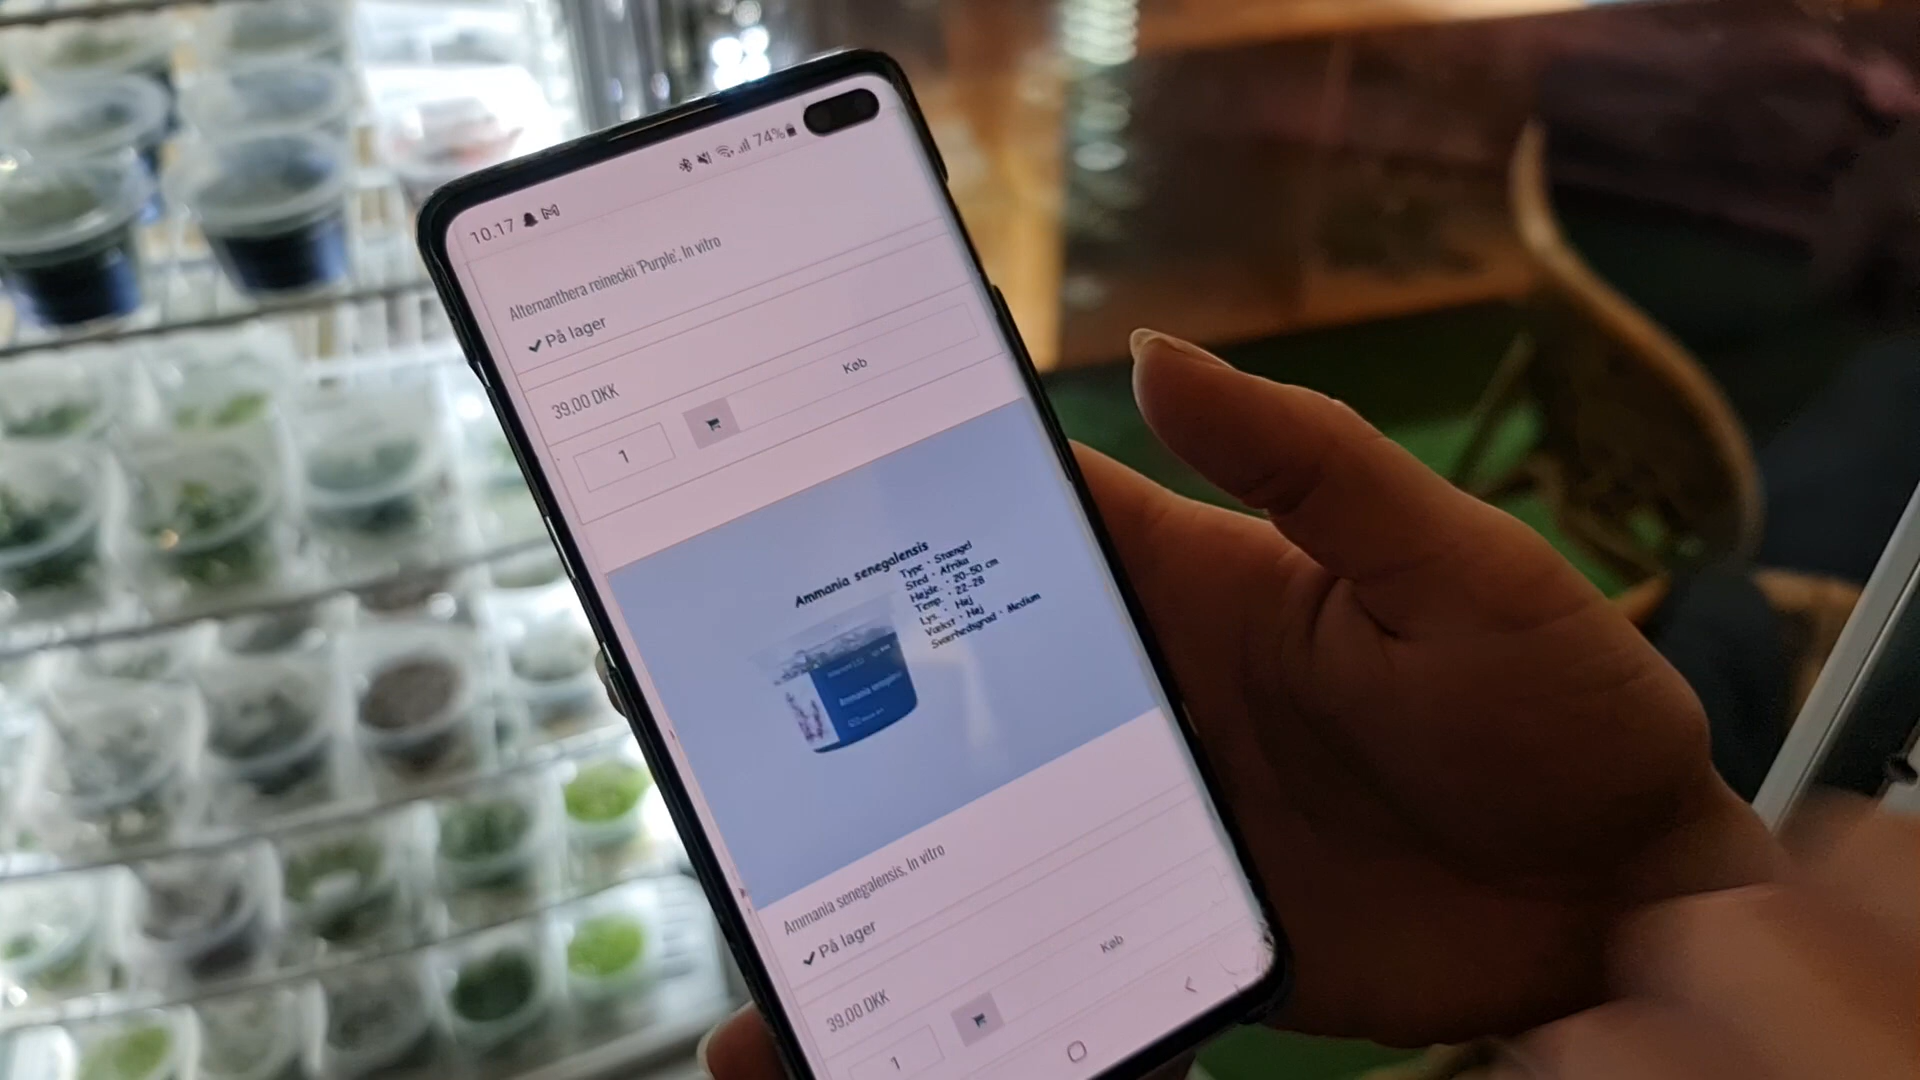 10.17
74%
Alternanthera reineckii 'Purple', In vitro
På lager
39,00 DKK
1
Køb
Ammania senegalensis
Type • Stængel
Sted • Afrika
Højde. • 20-50 cm
Temp. • 22-28
Lys. • Høj
Vækst • Høj
Sværhedsgrad • Medium
Ammania senegalensis, In vitro
På lager
39,00 DKK
1
Køb